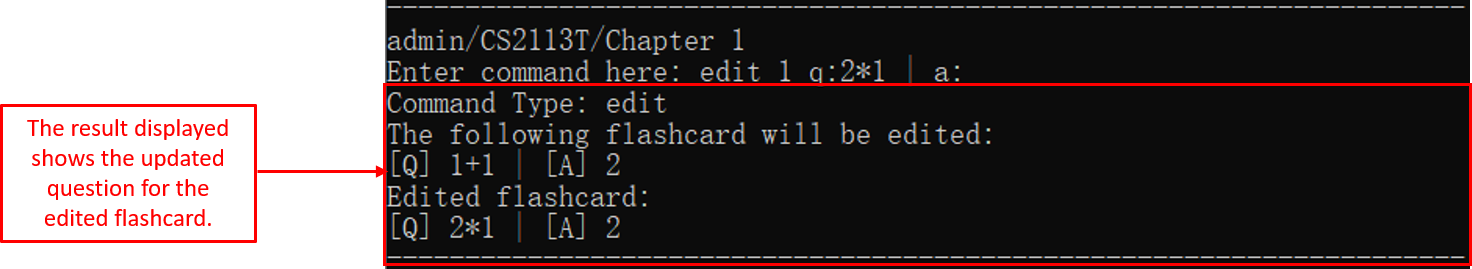 --------------------------------------------------------------------------------
admin/CS2113T/Chapter 1
Enter command here: edit 1 q:2*1 | a:
Command Type: edit
The following flashcard will be edited:
[Q] 1+1 | [A] 2
Edited flashcard:
[Q] 2*1 | [A] 2
--------------------------------------------------------------------------------
The result displayed
shows the updated
question for the
edited flashcard.